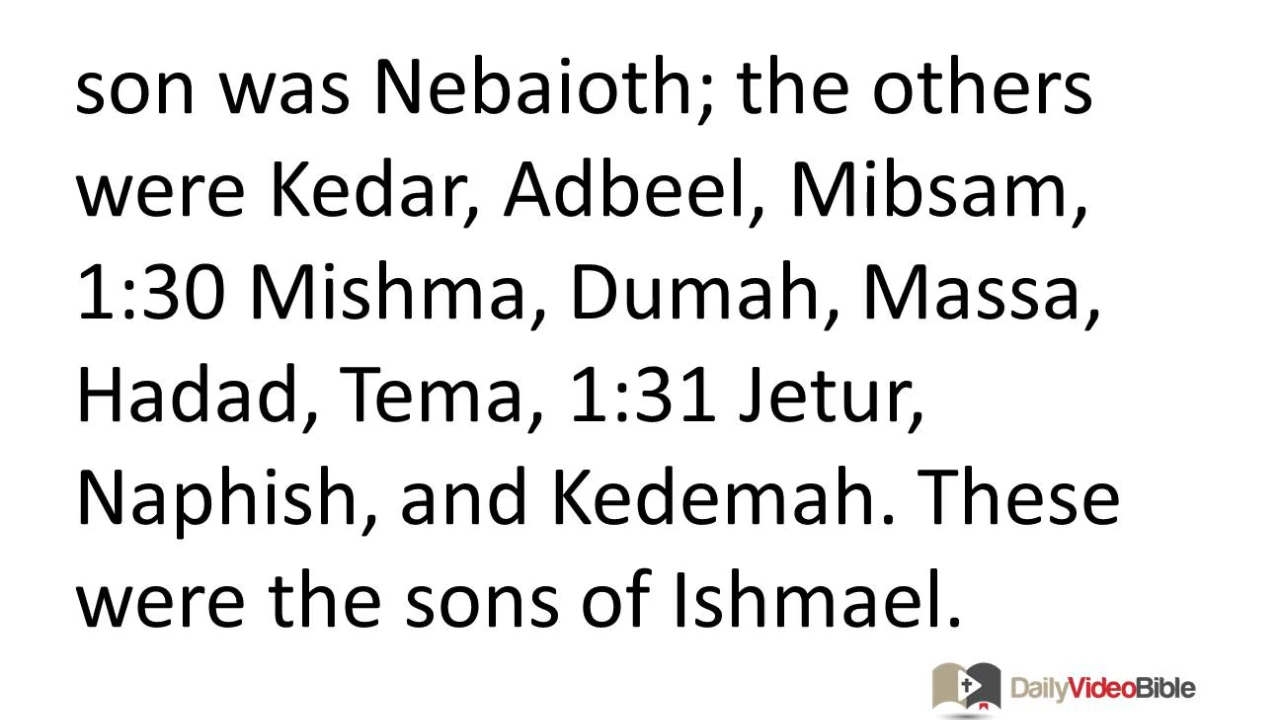 son was Nebaioth; the others
were Kedar, Adbeel, Mibsam,
1:30 Mishma, Dumah, Massa,
Hadad, Tema, 1:31 Jetur,
Naphish, and Kedemah. These
were the sons of Ishmael.
DailyVideoBible